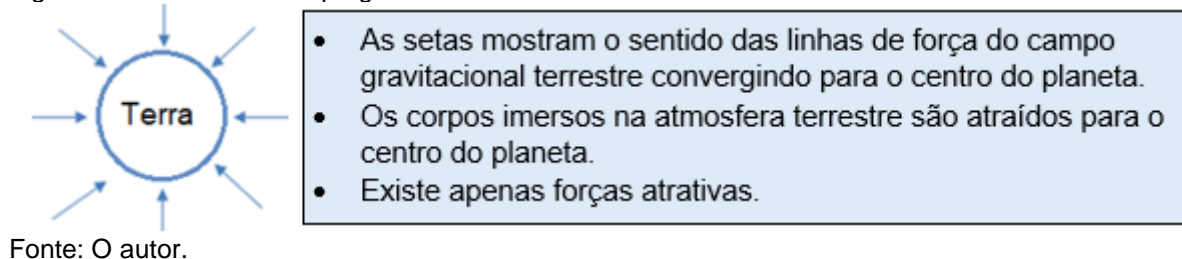 Terra
• As setas mostram o sentido das linhas de força do campo
gravitacional terrestre convergindo para o centro do planeta.
• Os corpos imersos na atmosfera terrestre são atraídos para o
centro do planeta.
• Existe apenas forças atrativas.
Fonte: O autor.